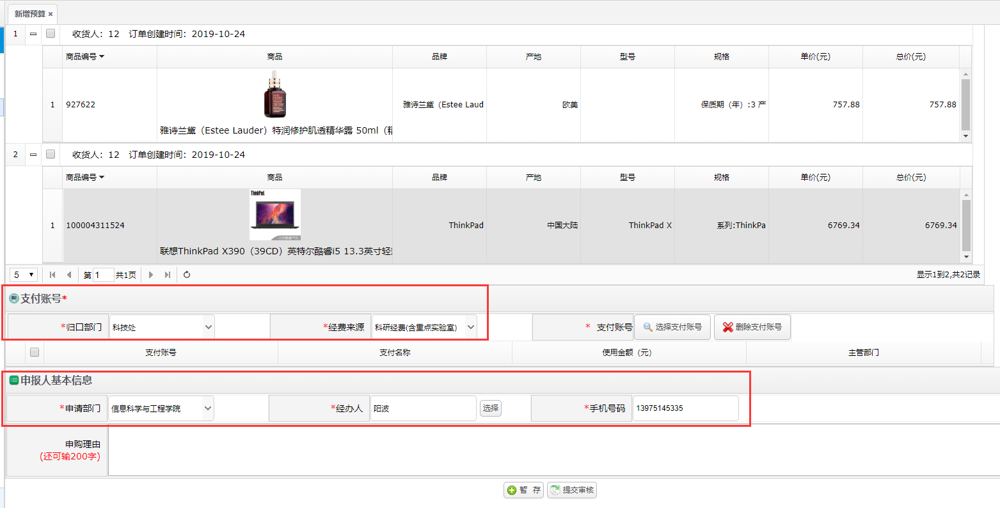 新增预算 ×
1 收货人：12 订单创建时间：2019-10-24
商品编号 商品 品牌 产地 型号 规格 单价(元) 总价(元)
1 927622 雅诗兰黛（Estee Laud 欧美 保质期（年）:3 产 757.88 757.88
雅诗兰黛（Estee Lauder）特润修护肌透精华露 50ml（精
2 收货人：12 订单创建时间：2019-10-24
商品编号 商品 品牌 产地 型号 规格 单价(元) 总价(元)
ThinkPad
1 100004311524 ThinkPad 中国大陆 ThinkPad X 系列:ThinkPa 6769.34 6769.34
联想ThinkPad X390（39CD）英特尔酷睿i5 13.3英寸轻
5 第 1 共1页 显示1到2,共2记录
支付账号*
*归口部门 科技处 *经费来源 科研经费(含重点实验室) * 支付账号 选择支付账号 删除支付账号
支付账号 支付名称 使用金额（元） 主管部门
申报人基本信息
*申请部门 信息科学与工程学院 *经办人 阳波 选择 *手机号码 13975145335
申购理由
(还可输200字)
暂 存 提交审核